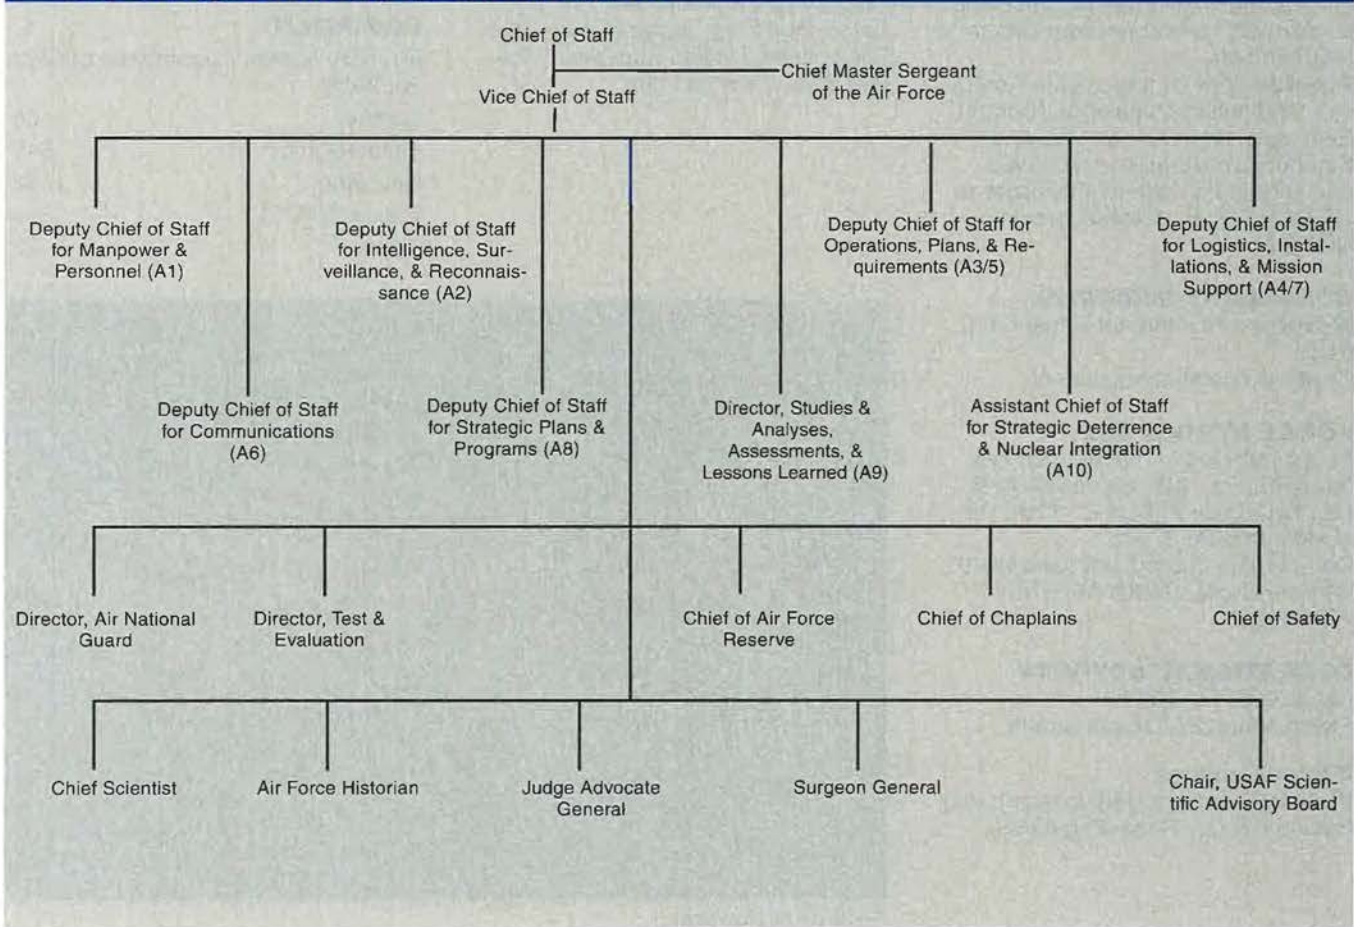 Chief of Staff
Chief Master Sergeant
of the Air Force
Vice Chief of Staff
Deputy Chief of Staff
for Manpower &
Personnel (A1)
Deputy Chief of Staff
for Intelligence, Sur-
veillance, & Reconnais-
sance (A2)
Deputy Chief of Staff for
Operations, Plans, & Re-
quirements (A3/5)
Deputy Chief of Staff
for Logistics, Instal-
lations, & Mission
Support (A4/7)
Deputy Chief of Staff
for Communications
(A6)
Deputy Chief of Staff
for Strategic Plans &
Programs (A8)
Director, Studies &
Analyses,
Assessments, &
Lessons Learned (A9)
Assistant Chief of Staff
for Strategic Deterrence
& Nuclear Integration
(A10)
Director, Air National
Guard
Director, Test &
Evaluation
Chief of Air Force
Reserve
Chief of Chaplains
Chief of Safety
Chief Scientist
Air Force Historian
Judge Advocate
General
Surgeon General
Chair, USAF Scien-
tific Advisory Board